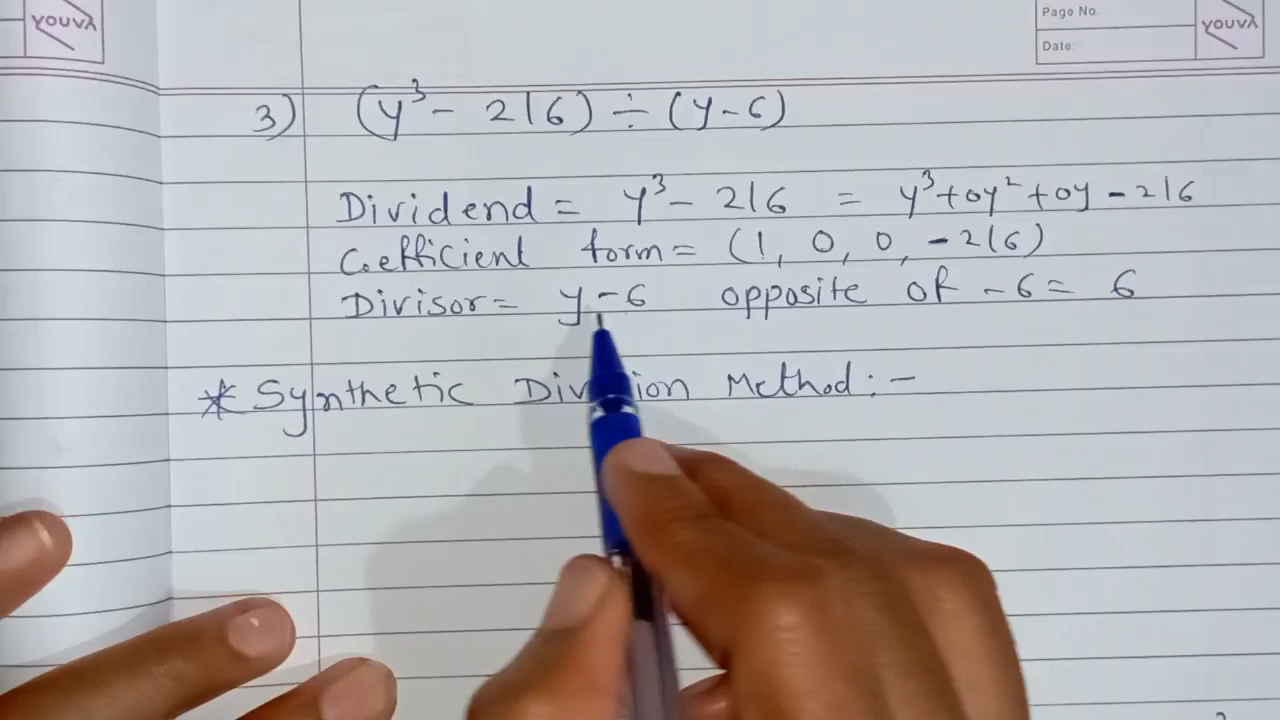 YOUVA
Page No.
Date:
YOUVA
3) (y³ - 216) ÷ (y-6)
Dividend = y³ - 216 = y³+0y²+0y-216
Coefficient form = (1, 0, 0, -216)
Divisor = y-6 opposite of -6 = 6
* Synthetic Division Method :-